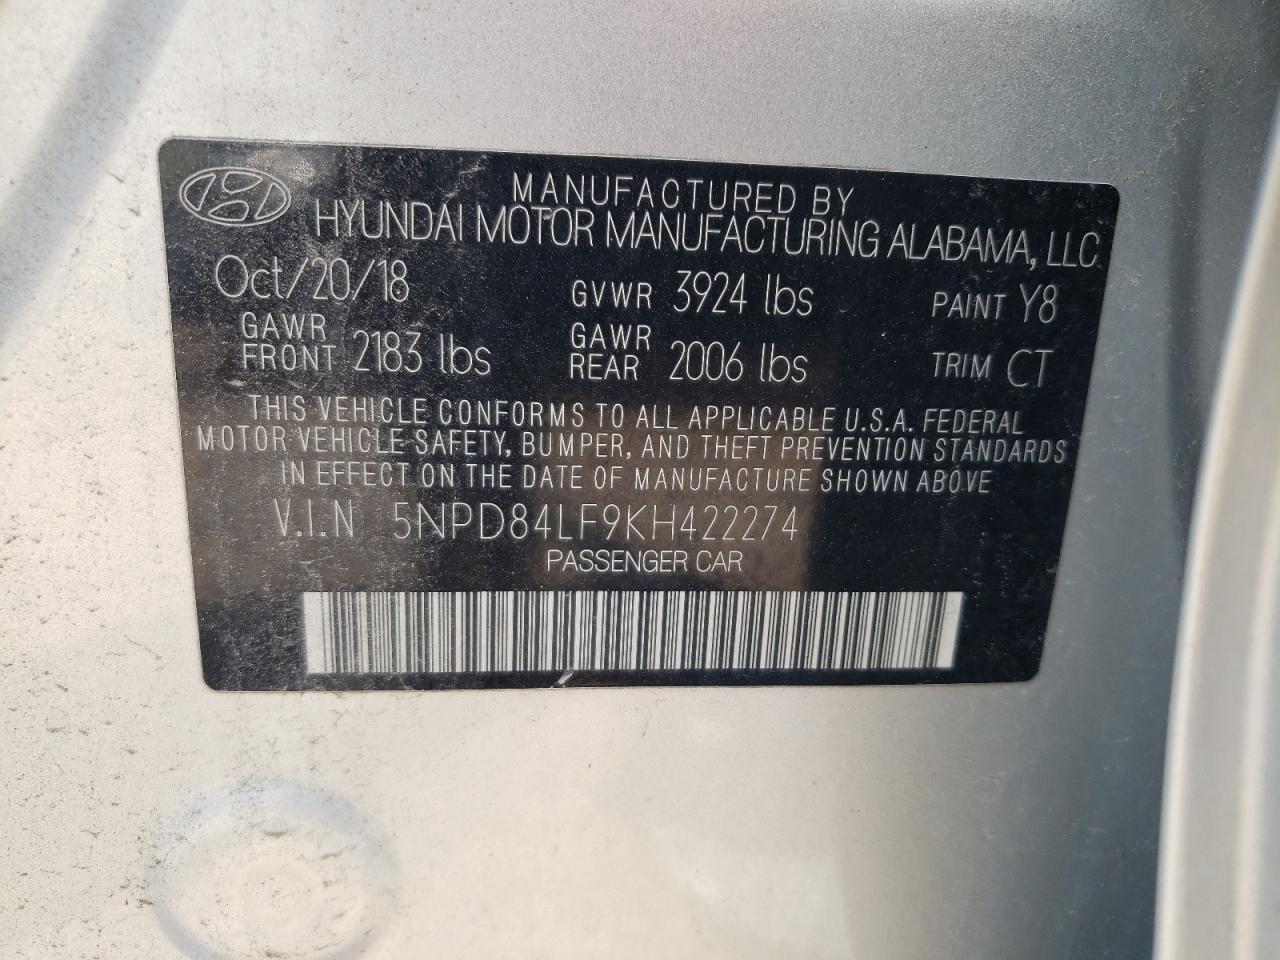 MANUFACTURED BY
HYUNDAI MOTOR MANUFACTURING ALABAMA, LLC
Oct/20/18 GVWR 3924 lbs PAINT Y8
GAWR FRONT 2183 lbs GAWR REAR 2006 lbs TRIM CT
THIS VEHICLE CONFORMS TO ALL APPLICABLE U.S.A. FEDERAL
MOTOR VEHICLE SAFETY, BUMPER, AND THEFT PREVENTION STANDARDS
IN EFFECT ON THE DATE OF MANUFACTURE SHOWN ABOVE
V.I.N 5NPD84LF9KH422274
PASSENGER CAR